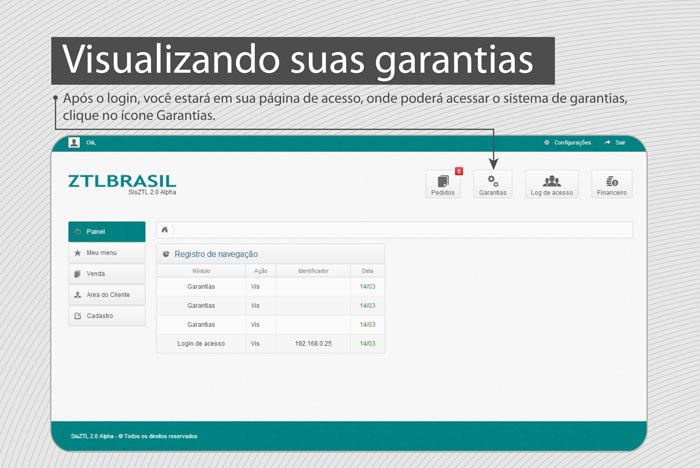 Visualizando suas garantias
Após o login, você estará em sua página de acesso, onde poderá acessar o sistema de garantias,
clique no ícone Garantias.
Olá,
Configurações
Sair
ZTLBRASIL
SisZTL 2.0 Alpha
0
Pedidos
Garantias
Log de acesso
Financeiro
Painel
Meu menu
Venda
Area do Cliente
Cadastro
Registro de navegação
Módulo Ação Identificador Data
Garantias Vis 14/03
Garantias Vis 14/03
Garantias Vis 14/03
Login de acesso Vis 192.168.0.25 14/03
SisZTL 2.0 Alpha - © Todos os direitos reservados